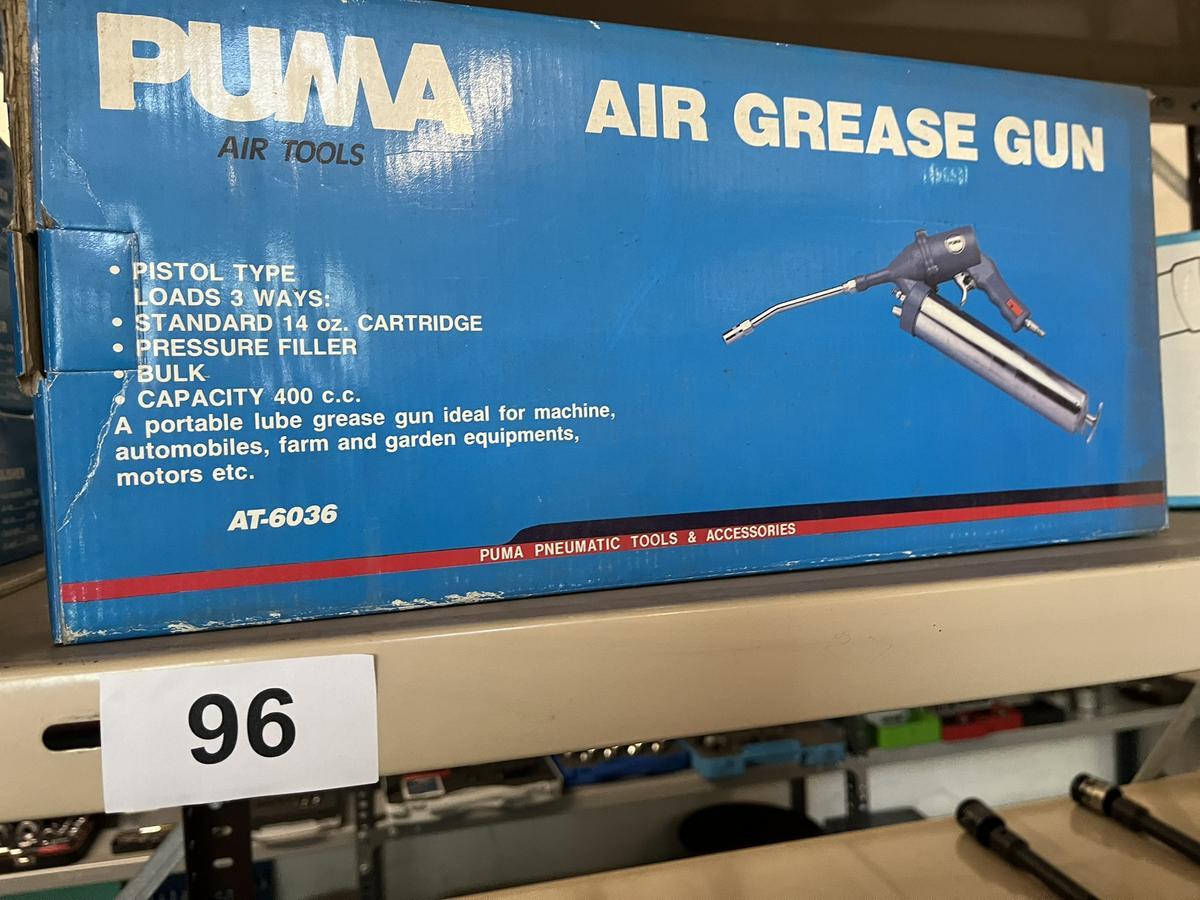 PUMA
AIR TOOLS
AIR GREASE GUN
• PISTOL TYPE
LOADS 3 WAYS:
• STANDARD 14 oz. CARTRIDGE
• PRESSURE FILLER
• BULK
• CAPACITY 400 c.c.
A portable lube grease gun ideal for machine,
automobiles, farm and garden equipments,
motors etc.
AT-6036
PUMA PNEUMATIC TOOLS & ACCESSORIES
96